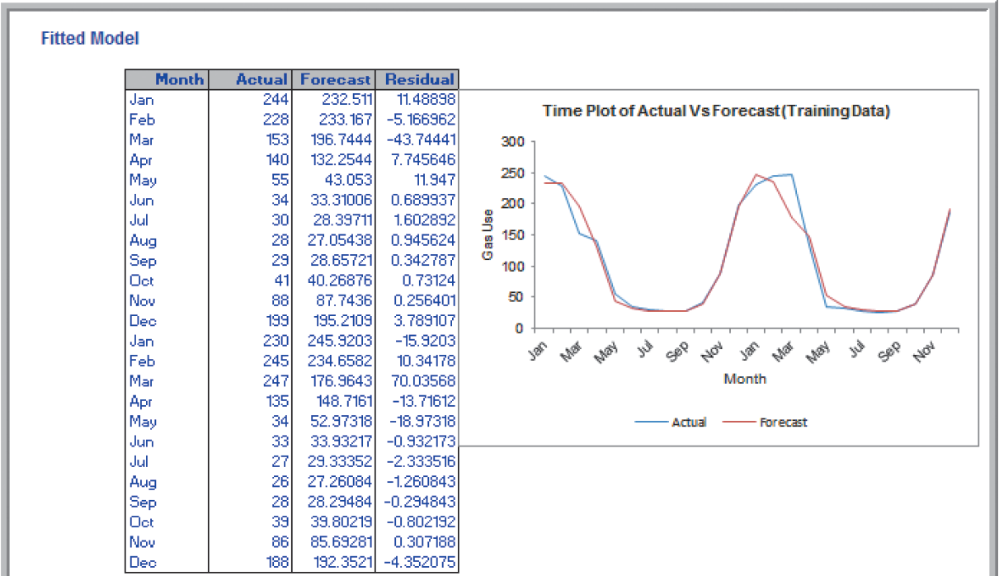 Fitted Model
Month Actual Forecast Residual
Jan 244 232.511 11.48898
Feb 228 233.167 -5.166962
Mar 153 196.7444 -43.74441
Apr 140 132.2544 7.745646
May 55 43.053 11.947
Jun 34 33.31006 0.689937
Jul 30 28.39711 1.602892
Aug 28 27.05438 0.945624
Sep 29 28.65721 0.342787
Oct 41 40.26876 0.73124
Nov 88 87.7436 0.256401
Dec 199 195.2109 3.789107
Jan 230 245.9203 -15.9203
Feb 245 234.6582 10.34178
Mar 247 176.9643 70.03568
Apr 135 148.7161 -13.71612
May 34 52.97318 -18.97318
Jun 33 33.93217 -0.932173
Jul 27 29.33352 -2.333516
Aug 26 27.26084 -1.260843
Sep 28 28.29484 -0.294843
Oct 39 39.80219 -0.802192
Nov 86 85.69281 0.307188
Dec 188 192.3521 -4.352075
Time Plot of Actual Vs Forecast (Training Data)
300
250
200
150
100
50
0
Gas Use
Jan Mar May Jul Sep Nov Jan Mar May Jul Sep Nov
Month
Actual Forecast